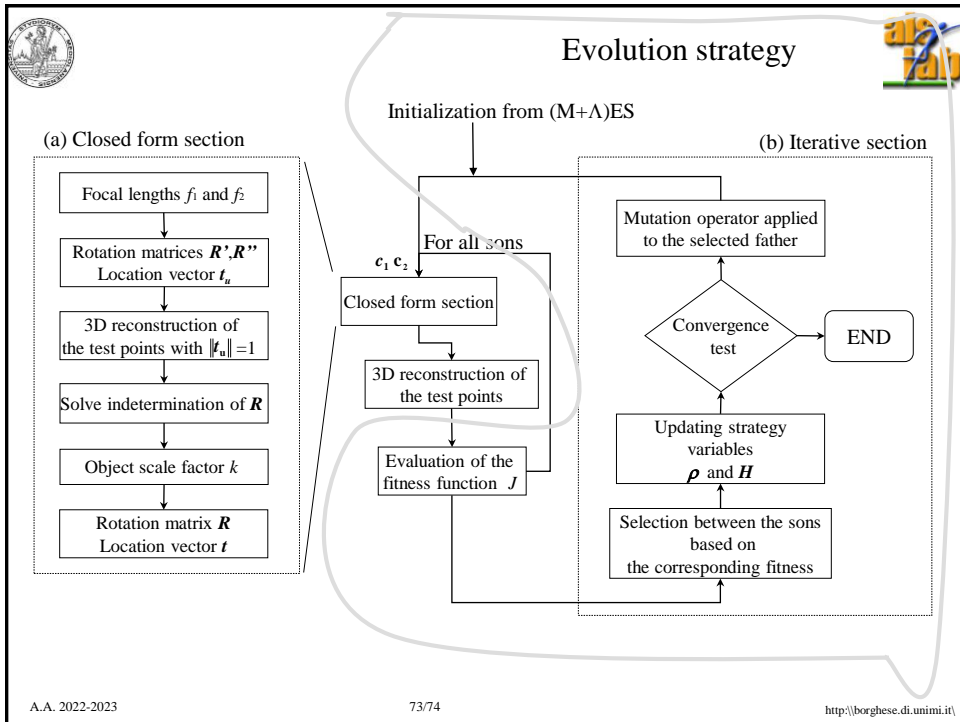 Evolution strategy
Initialization from (M+Λ)ES
(a) Closed form section
Focal lengths f1 and f2
Rotation matrices R',R''
Location vector tu
3D reconstruction of
the test points with ||tu|| =1
Solve indetermination of R
Object scale factor k
Rotation matrix R
Location vector t
For all sons
c1 c2
Closed form section
3D reconstruction of
the test points
Evaluation of the
fitness function J
(b) Iterative section
Mutation operator applied
to the selected father
Convergence
test
END
Updating strategy
variables
ρ and H
Selection between the sons
based on
the corresponding fitness
A.A. 2022-2023
73/74
http:\\borghese.di.unimi.it\